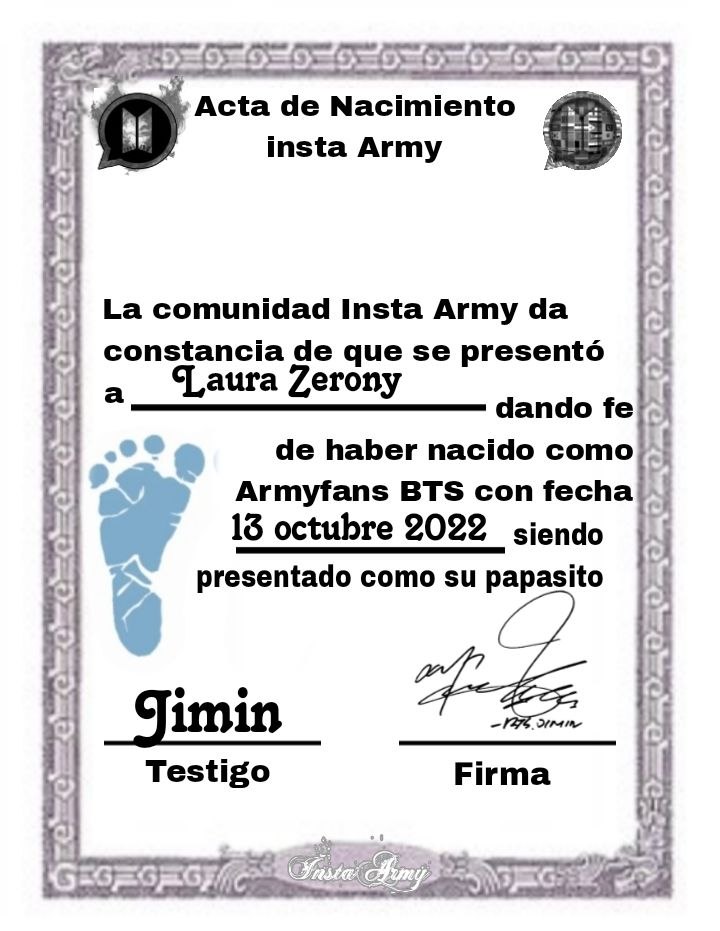 Acta de Nacimiento
insta Army
La comunidad Insta Army da
constancia de que se presentó
a Laura Zerony dando fe
de haber nacido como
Armyfans BTS con fecha
13 octubre 2022 siendo
presentado como su papasito
Jimin
-BTS.JIMIN
Testigo
Firma
Insta Army